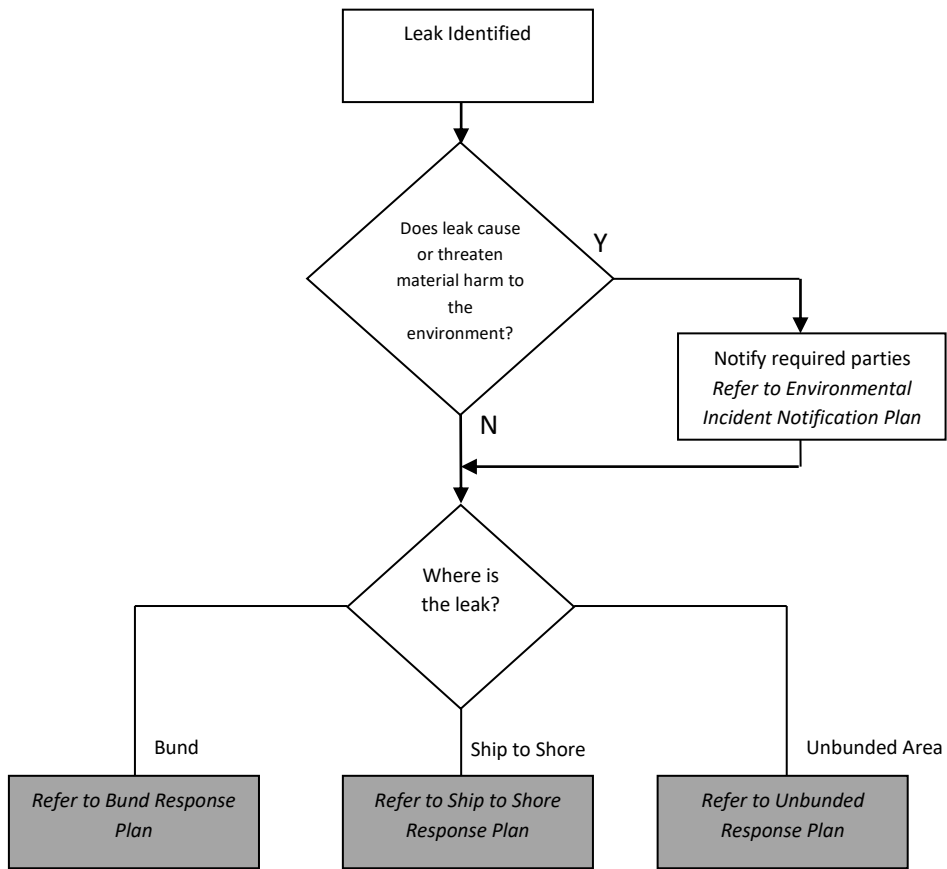 Leak Identified
Does leak cause
or threaten
material harm to
the
environment?
Y
Notify required parties
Refer to Environmental
Incident Notification Plan
N
Where is
the leak?
Bund
Ship to Shore
Unbunded Area
Refer to Bund Response
Plan
Refer to Ship to Shore
Response Plan
Refer to Unbunded
Response Plan